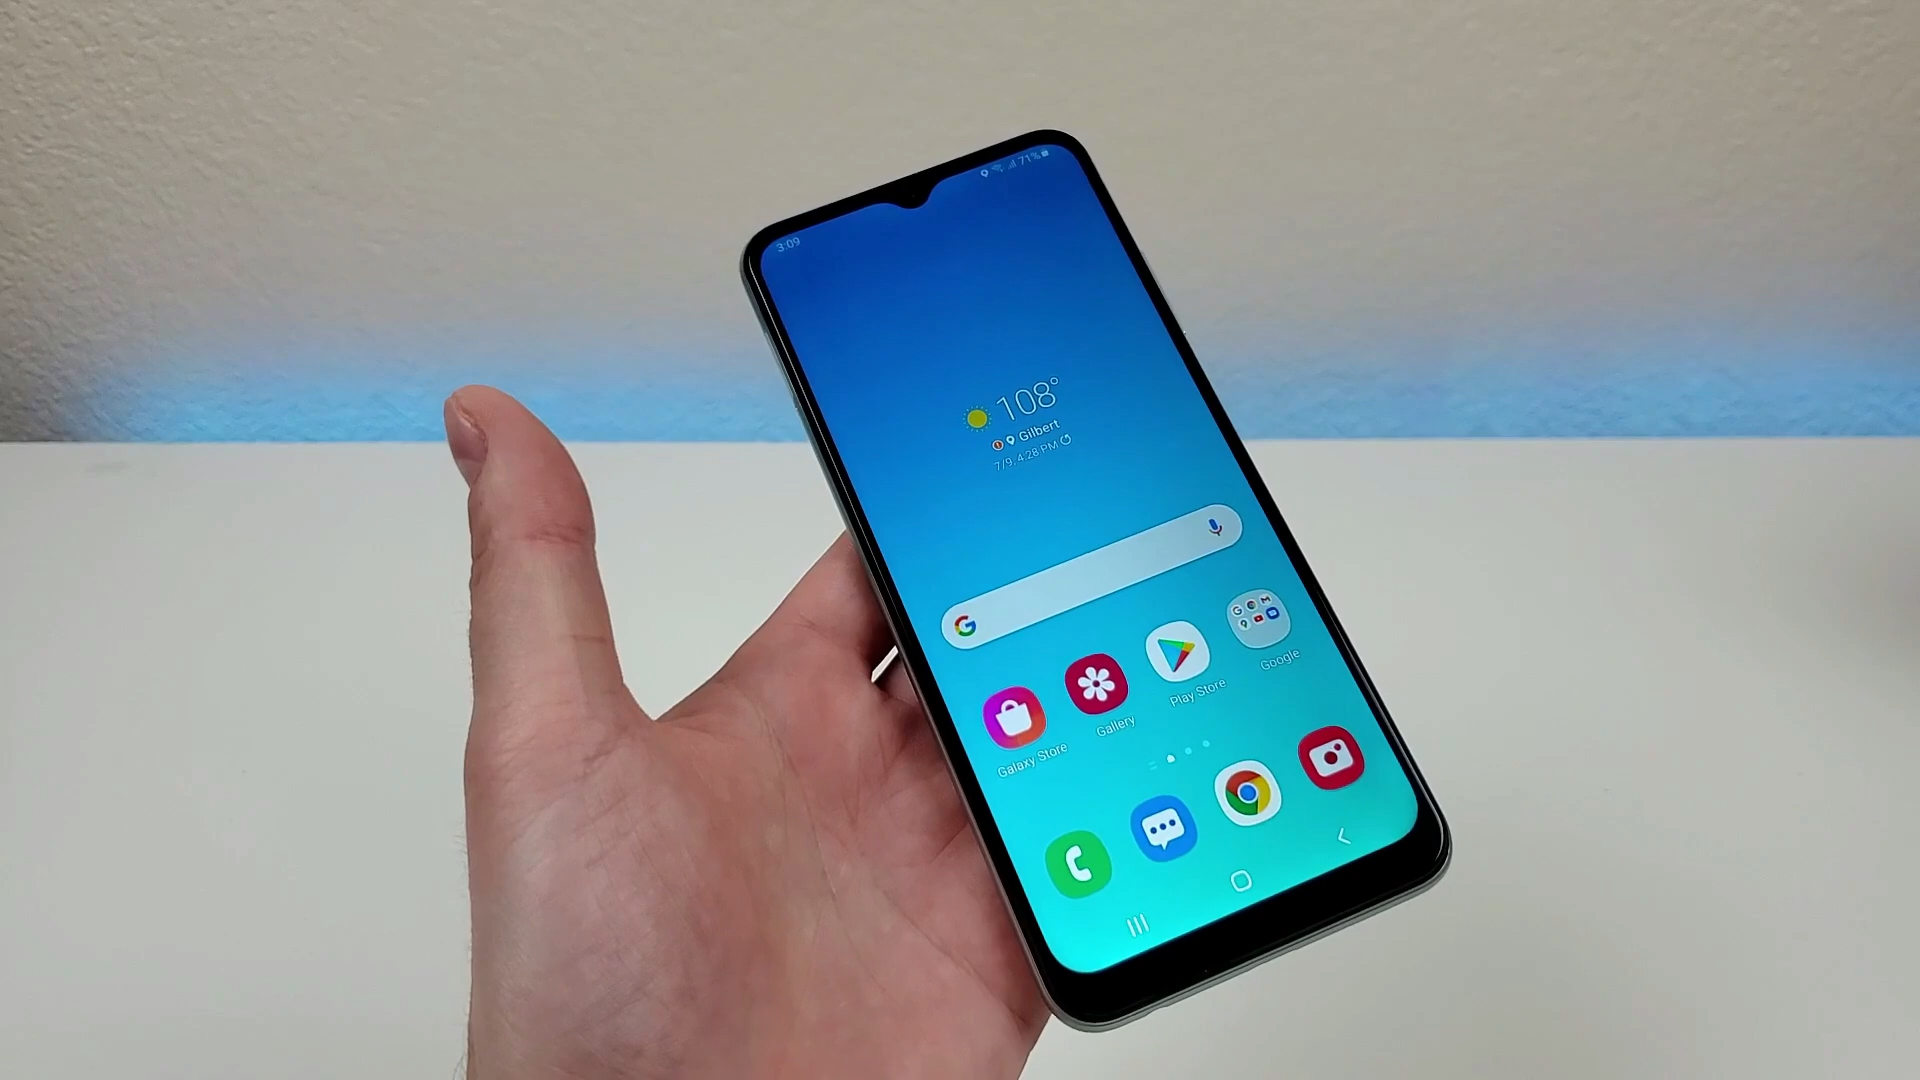 3:09
71%
108°
Gilbert
7/9, 4:28 PM
G
Galaxy Store
Gallery
Play Store
Google